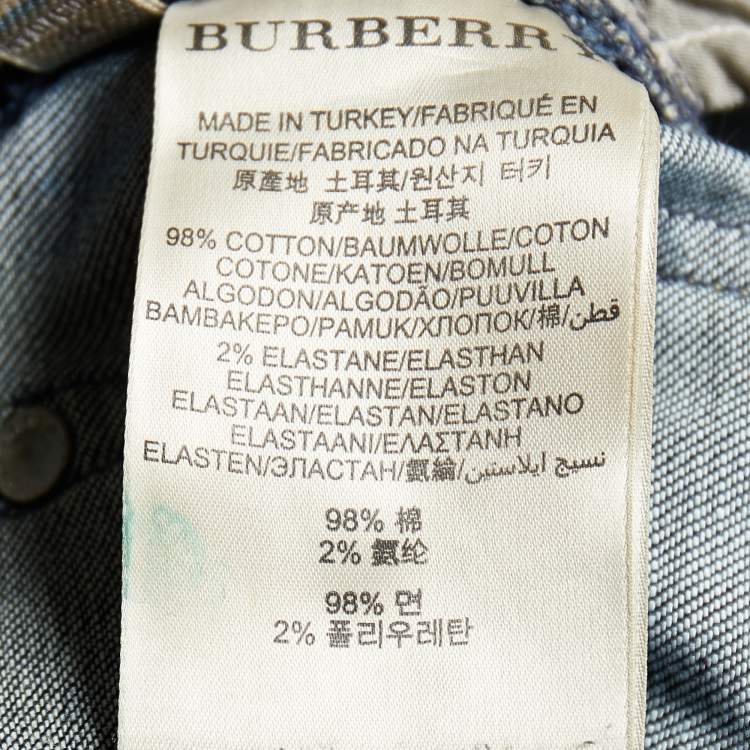 BURBERRY
MADE IN TURKEY/FABRIQUÉ EN
TURQUIE/FABRICADO NA TURQUIA
原產地 土耳其/원산지 터키
原产地 土耳其
98% COTTON/BAUMWOLLE/COTON
COTONE/KATOEN/BOMULL
ALGODON/ALGODÃO/PUUVILLA
BAMBAKEPO/PAMUK/ХЛОПОК/棉/قطن
2% ELASTANE/ELASTHAN
ELASTHANNE/ELASTON
ELASTAAN/ELASTAN/ELASTANO
ELASTAANI/ΕΛΑΣΤΑΝΗ
ELASTEN/ЭЛАСТАН/氨綸/نسيج ايلاستين
98% 棉
2% 氨纶
98% 면
2% 폴리우레탄